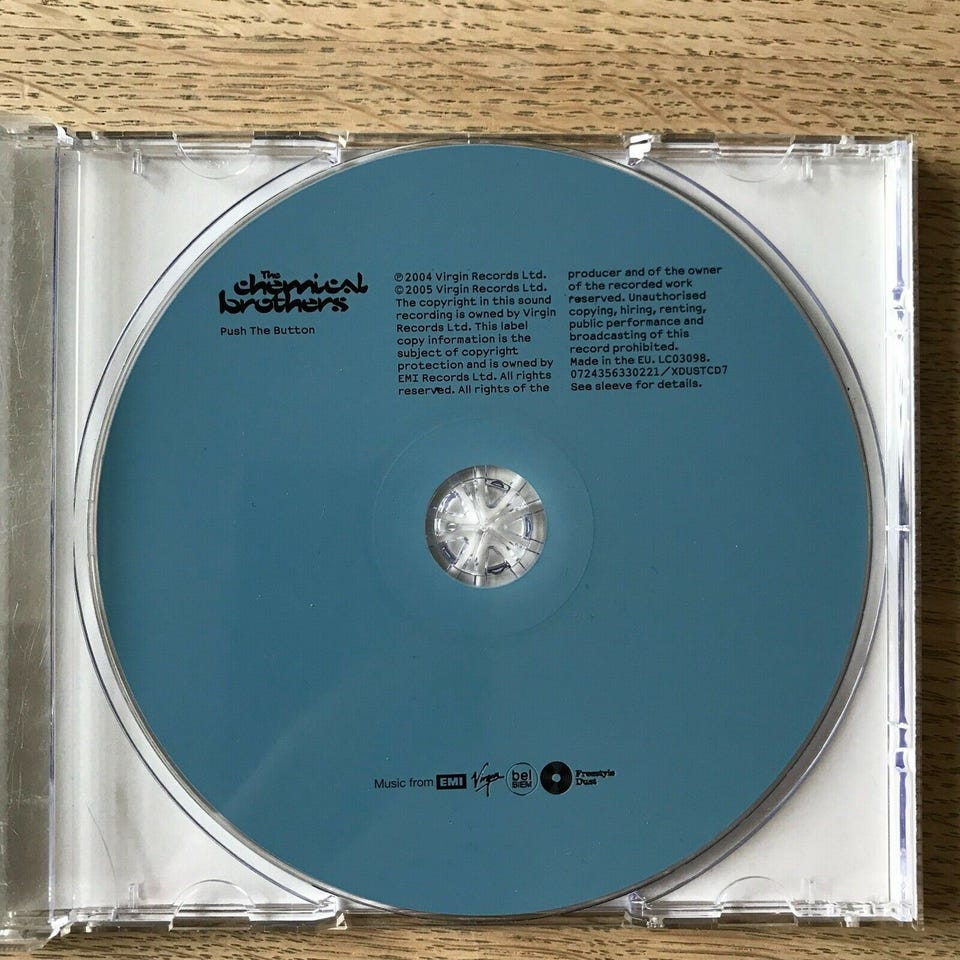 The
chemical
brothers
Push The Button
℗2004 Virgin Records Ltd.
©2005 Virgin Records Ltd.
The copyright in this sound
recording is owned by Virgin
Records Ltd. This label
copy information is the
subject of copyright
protection and is owned by
EMI Records Ltd. All rights
reserved. All rights of the
producer and of the owner
of the recorded work
reserved. Unauthorised
copying, hiring, renting,
public performance and
broadcasting of this
record prohibited.
Made in the EU. LC03098.
0724356330221/XDUSTCD7
See sleeve for details.
Music from EMI Virgin bel
BIEM
Freestyle
Dust